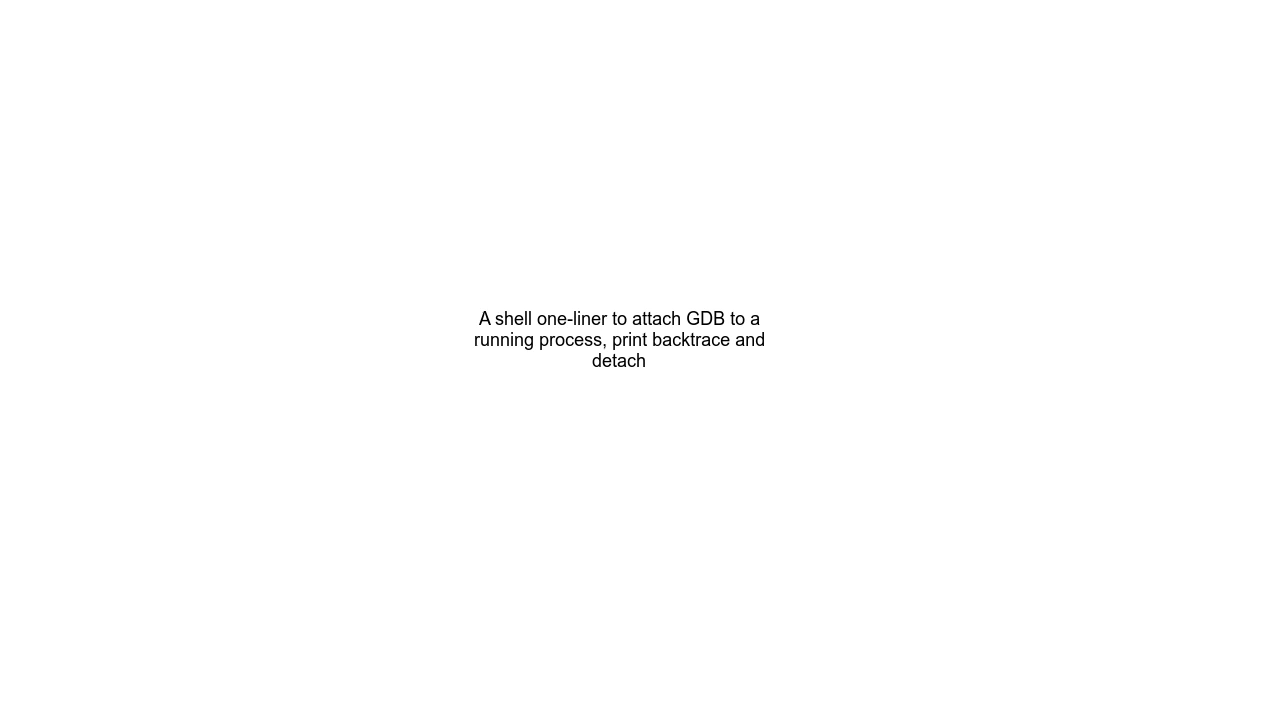 A shell one-liner to attach GDB to a
running process, print backtrace and
detach